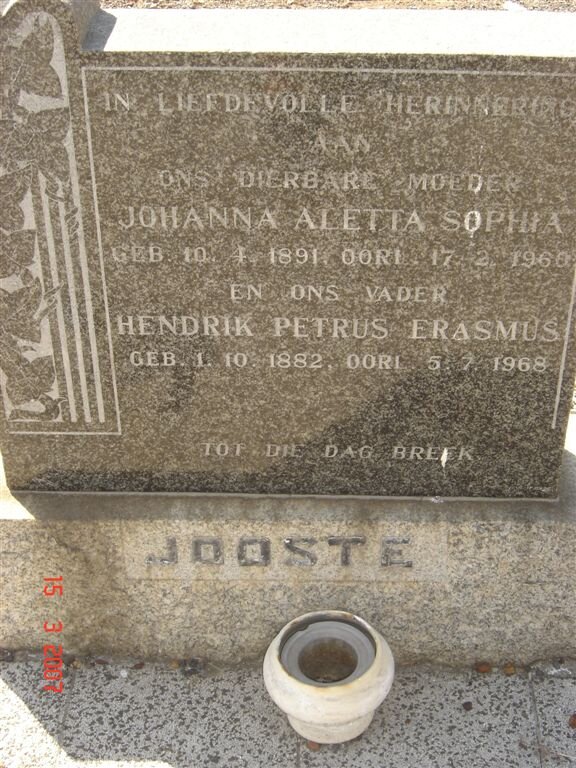 IN LIEFDEVOLLE HERINNERING
AAN
ONS DIERBARE MOEDER
JOHANNA ALETTA SOPHIA
GEB. 10. 4. 1891. OORL. 17. 2. 1960
EN ONS VADER
HENDRIK PETRUS ERASMUS
GEB. 1. 10. 1882. OORL. 5. 7. 1968
TOT DIE DAG BREEK
JOOSTE
15 3 2007